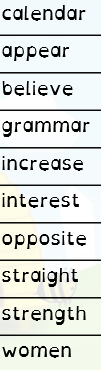 calendar
appear
believe
grammar
increase
interest
opposite
straight
strength
women